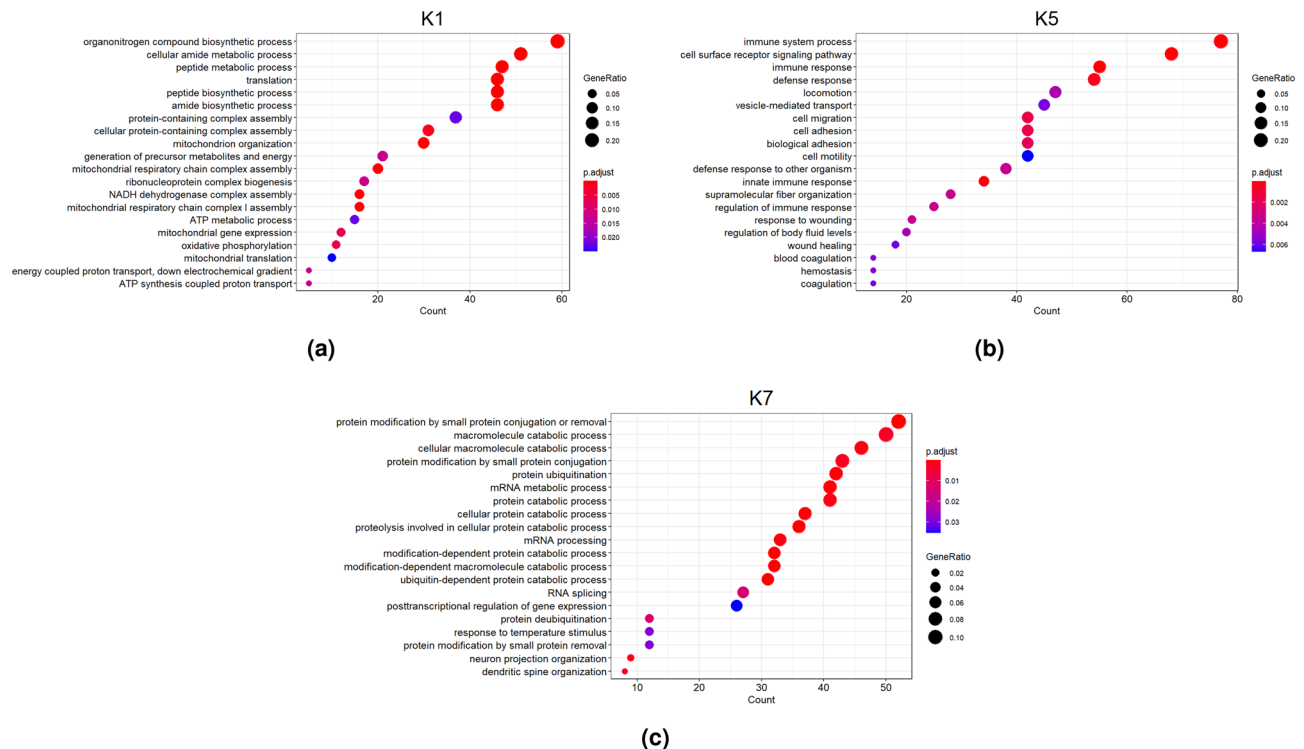 K1
organonitrogen compound biosynthetic process
cellular amide metabolic process
peptide metabolic process
translation
peptide biosynthetic process
amide biosynthetic process
protein-containing complex assembly
cellular protein-containing complex assembly
mitochondrion organization
generation of precursor metabolites and energy
mitochondrial respiratory chain complex assembly
ribonucleoprotein complex biogenesis
NADH dehydrogenase complex assembly
mitochondrial respiratory chain complex I assembly
ATP metabolic process
mitochondrial gene expression
oxidative phosphorylation
mitochondrial translation
energy coupled proton transport, down electrochemical gradient
ATP synthesis coupled proton transport
20 40 60
Count
GeneRatio
0.05
0.10
0.15
0.20
p.adjust
0.005
0.010
0.015
0.020
(a)
K5
immune system process
cell surface receptor signaling pathway
immune response
defense response
locomotion
vesicle-mediated transport
cell migration
cell adhesion
biological adhesion
cell motility
defense response to other organism
innate immune response
supramolecular fiber organization
regulation of immune response
response to wounding
regulation of body fluid levels
wound healing
blood coagulation
hemostasis
coagulation
20 40 60 80
Count
GeneRatio
0.05
0.10
0.15
0.20
p.adjust
0.002
0.004
0.006
(b)
K7
protein modification by small protein conjugation or removal
macromolecule catabolic process
cellular macromolecule catabolic process
protein modification by small protein conjugation
protein ubiquitination
mRNA metabolic process
protein catabolic process
cellular protein catabolic process
proteolysis involved in cellular protein catabolic process
mRNA processing
modification-dependent protein catabolic process
modification-dependent macromolecule catabolic process
ubiquitin-dependent protein catabolic process
RNA splicing
posttranscriptional regulation of gene expression
protein deubiquitination
response to temperature stimulus
protein modification by small protein removal
neuron projection organization
dendritic spine organization
10 20 30 40 50
Count
p.adjust
0.01
0.02
0.03
GeneRatio
0.02
0.04
0.06
0.08
0.10
(c)